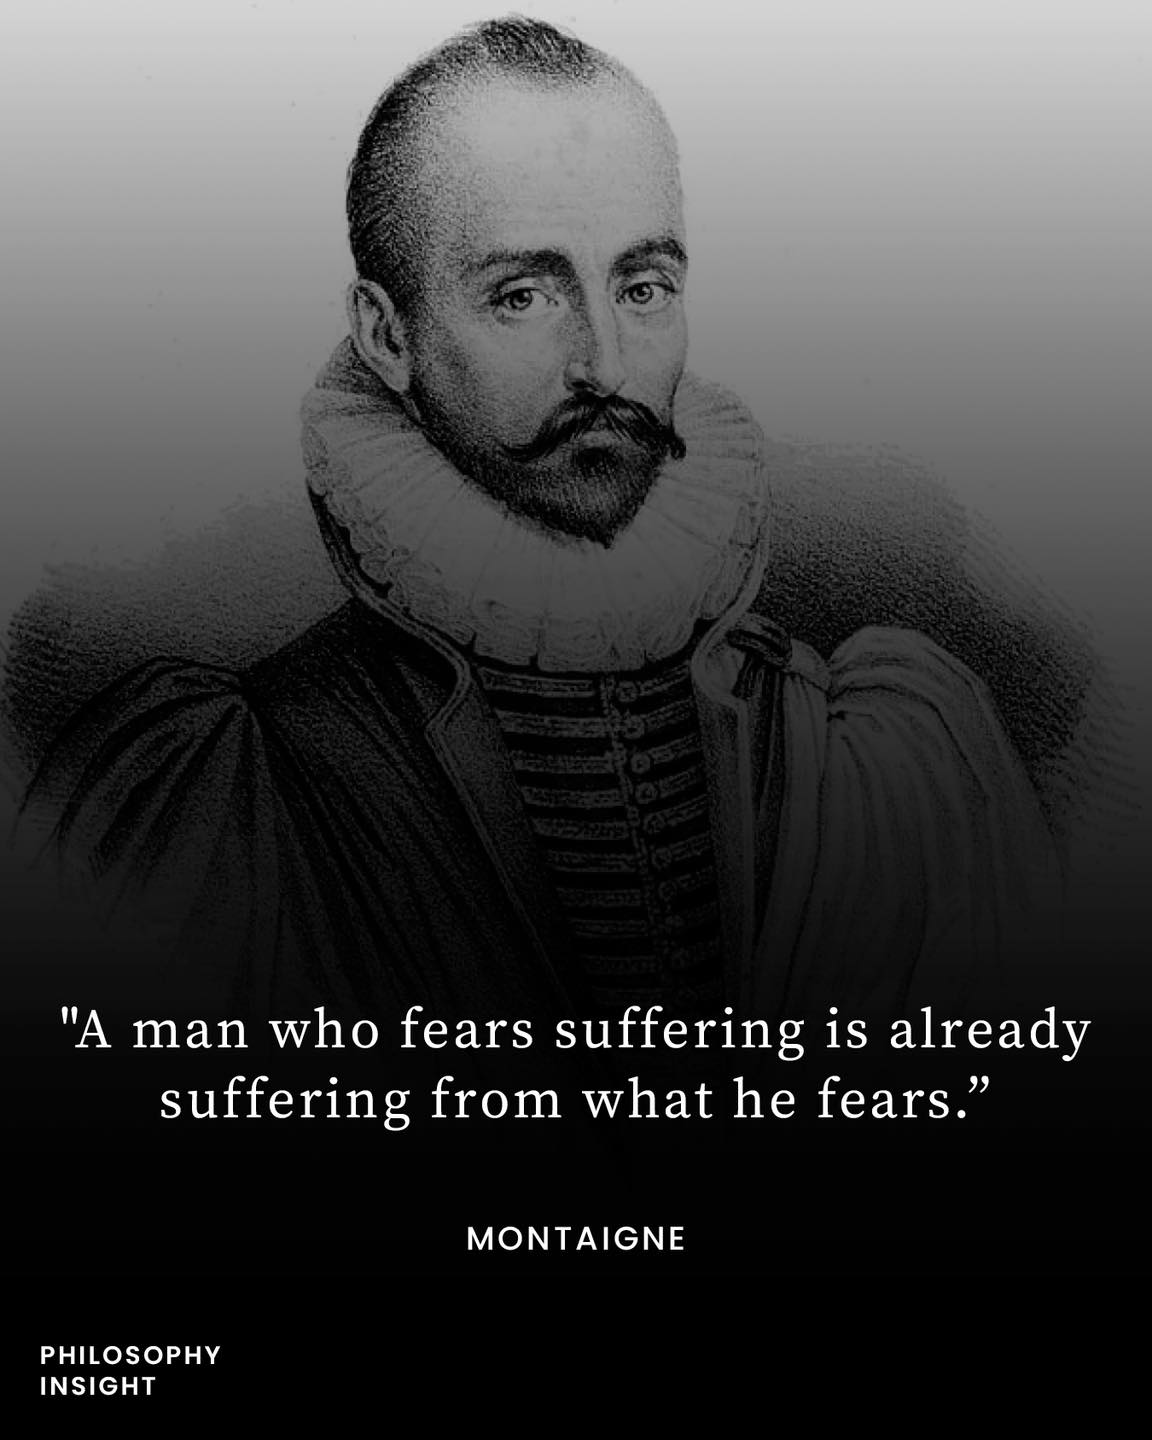 "A man who fears suffering is already
suffering from what he fears.”
MONTAIGNE
PHILOSOPHY
INSIGHT